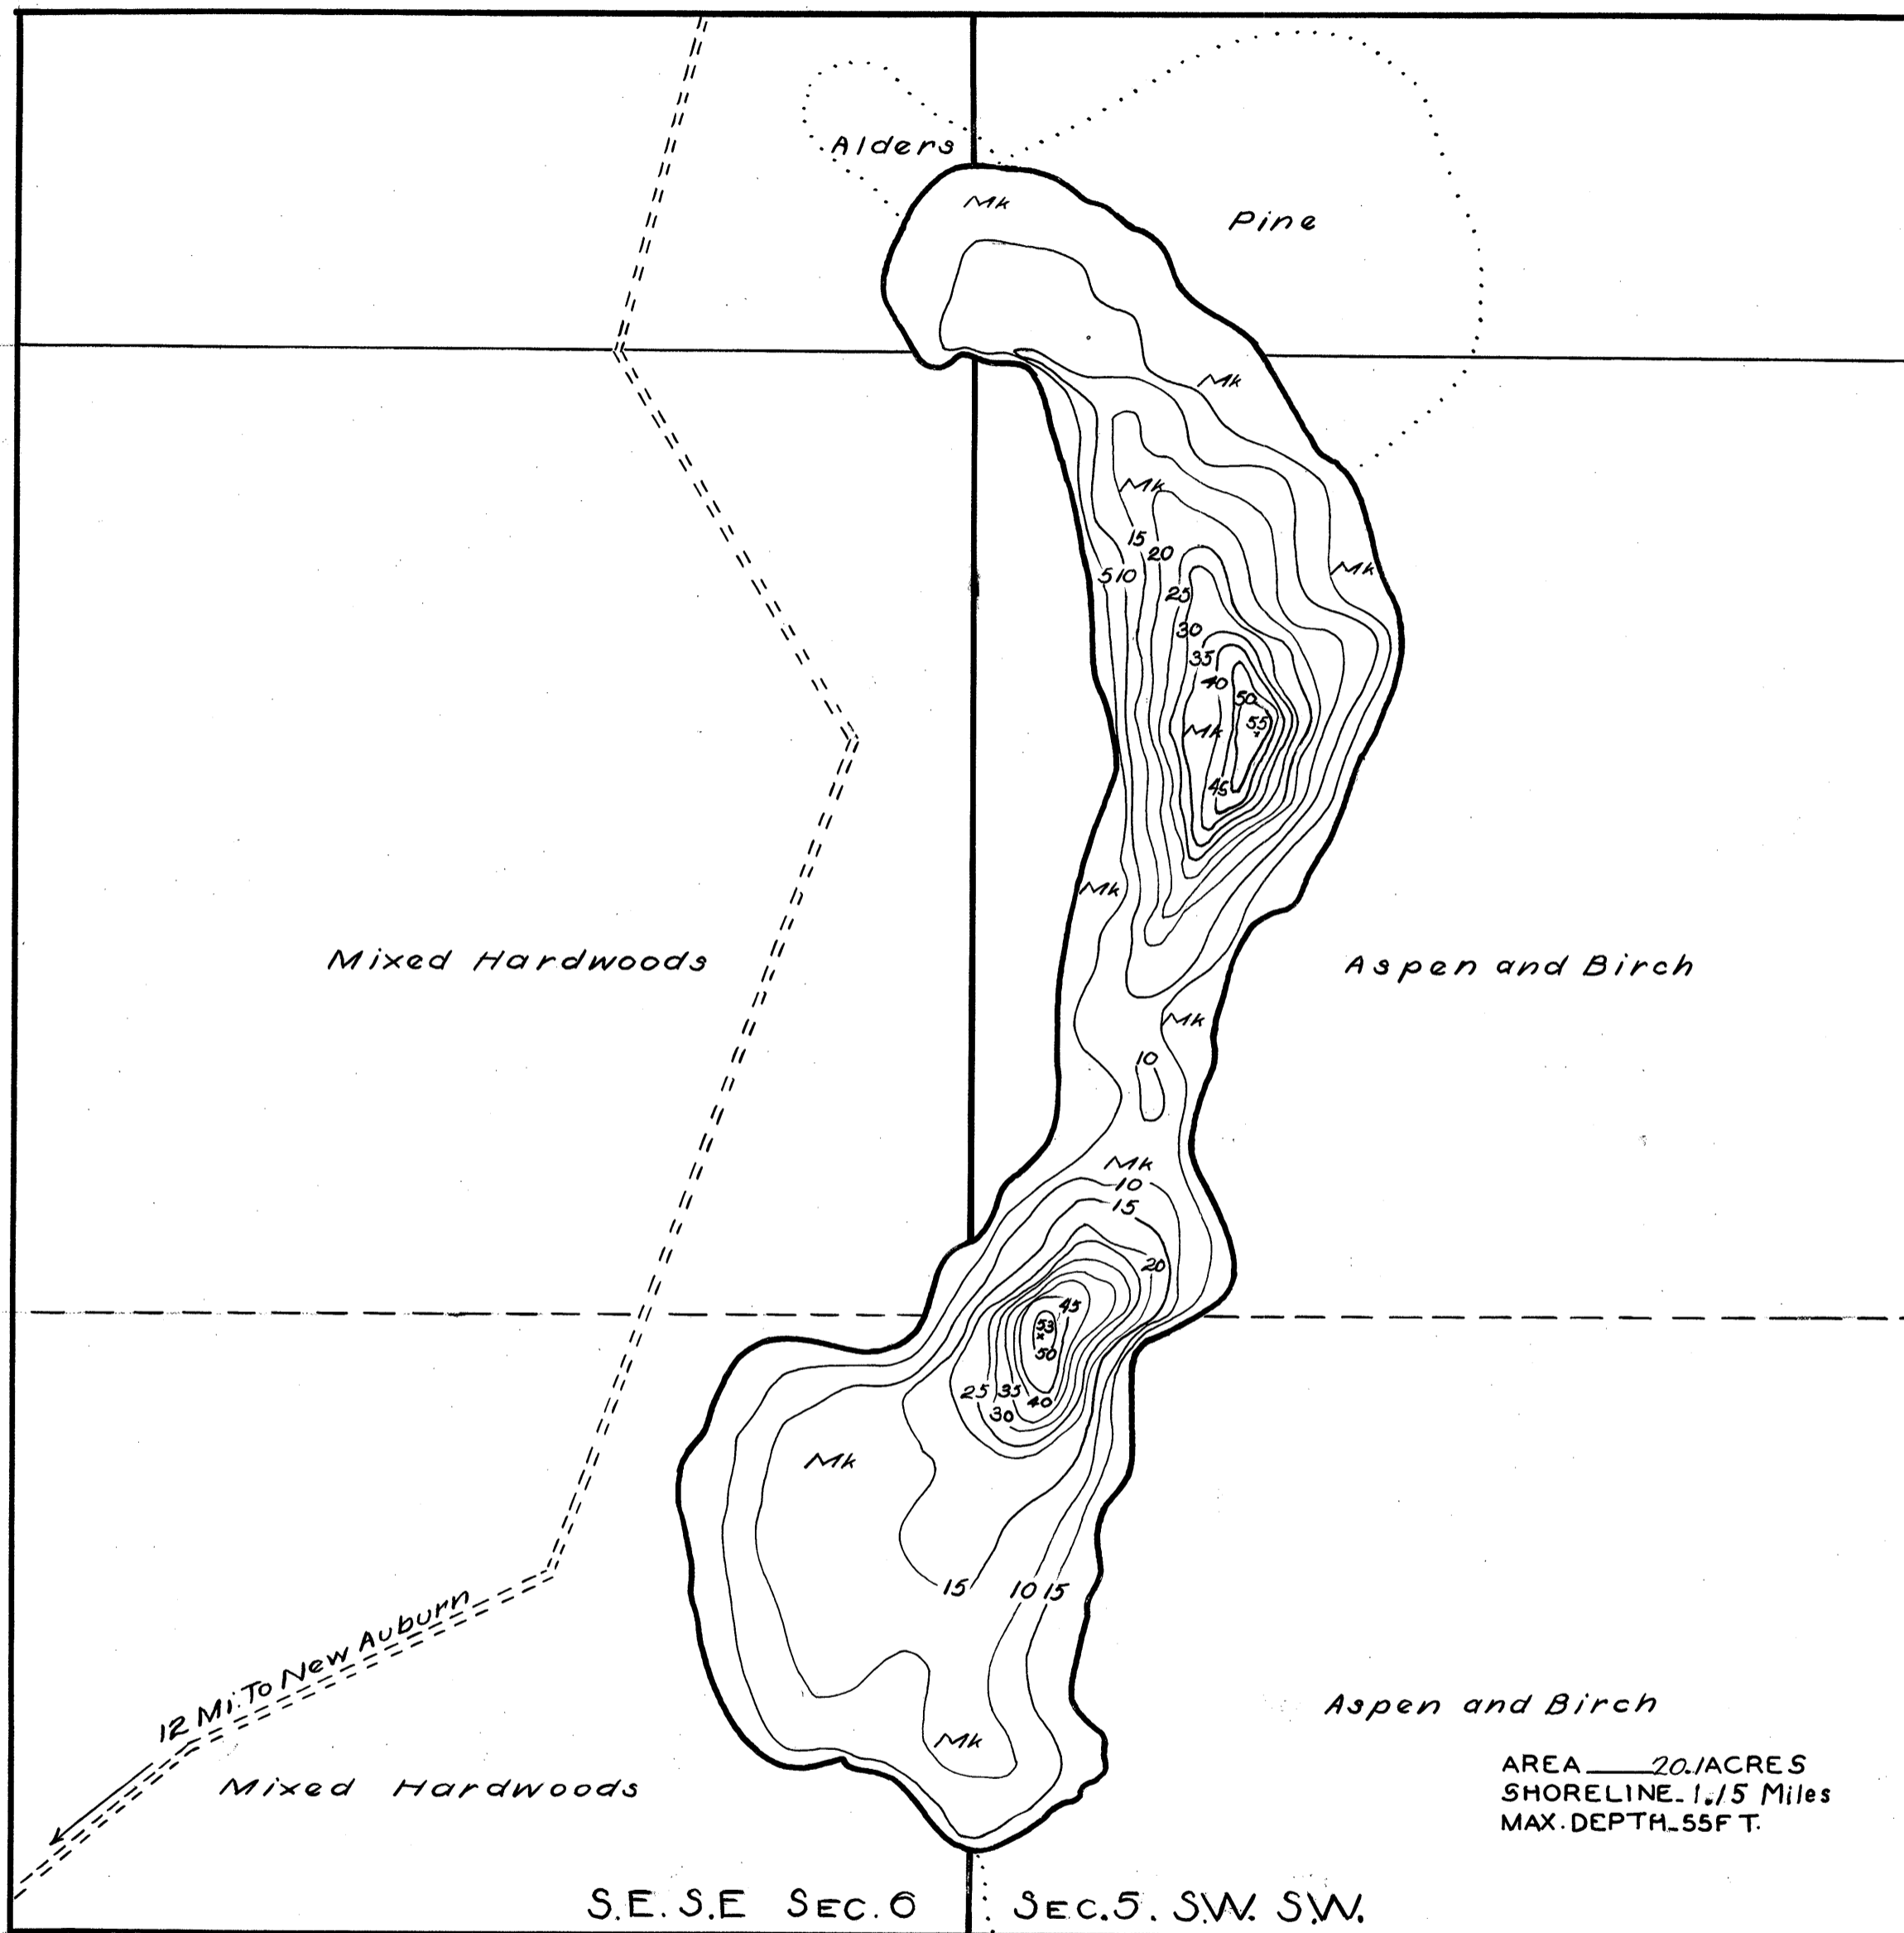 Alders
Mk
Pine
Mk
Mk
15
20
5 10
Mk
25
30
35
40
50
55
Mk
45
Mk
Mixed Hardwoods
Aspen and Birch
Mk
10
Mk
10
15
20
45
53
50
25
35
40
30
Mk
15
10 15
12 Mi. To New Auburn
Mk
Aspen and Birch
Mixed Hardwoods
AREA 20.1 ACRES
SHORELINE 1.15 Miles
MAX. DEPTH 55 FT.
S.E. S.E SEC. 6
SEC. 5. S.W. S.W.